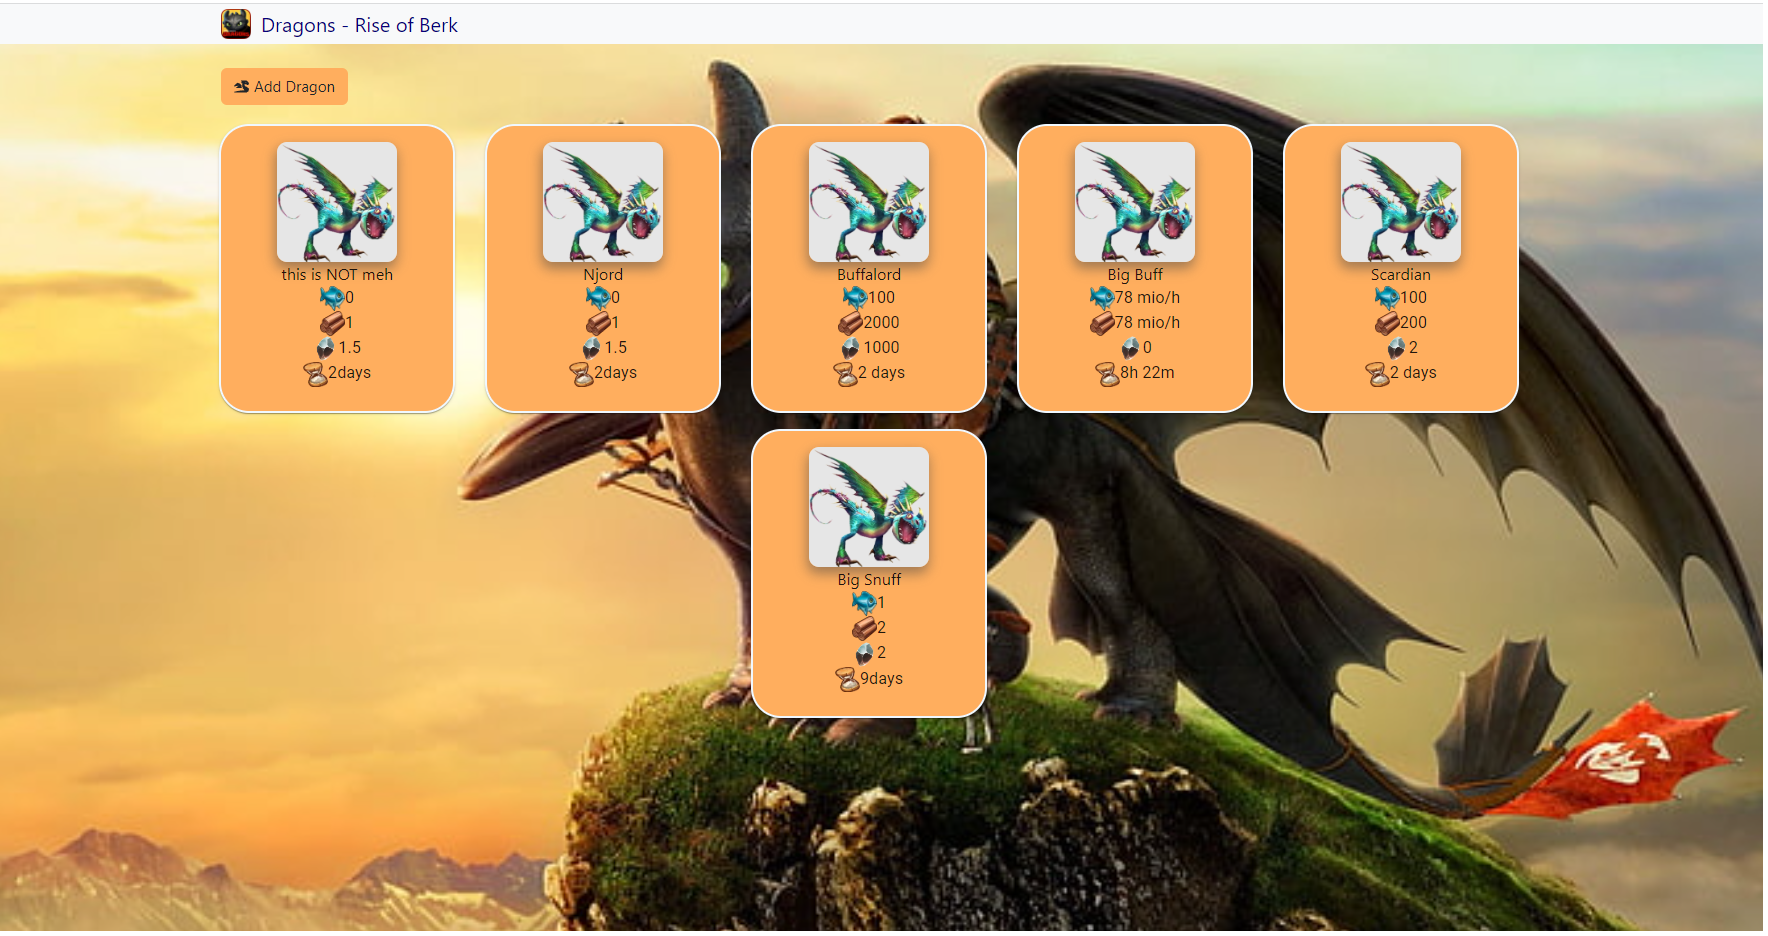 Dragons - Rise of Berk
Add Dragon
this is NOT meh
0
1
1.5
2days
Njord
0
1
1.5
2days
Buffalord
100
2000
1000
2 days
Big Buff
78 mio/h
78 mio/h
0
8h 22m
Scardian
100
200
2
2 days
Big Snuff
1
2
2
9days